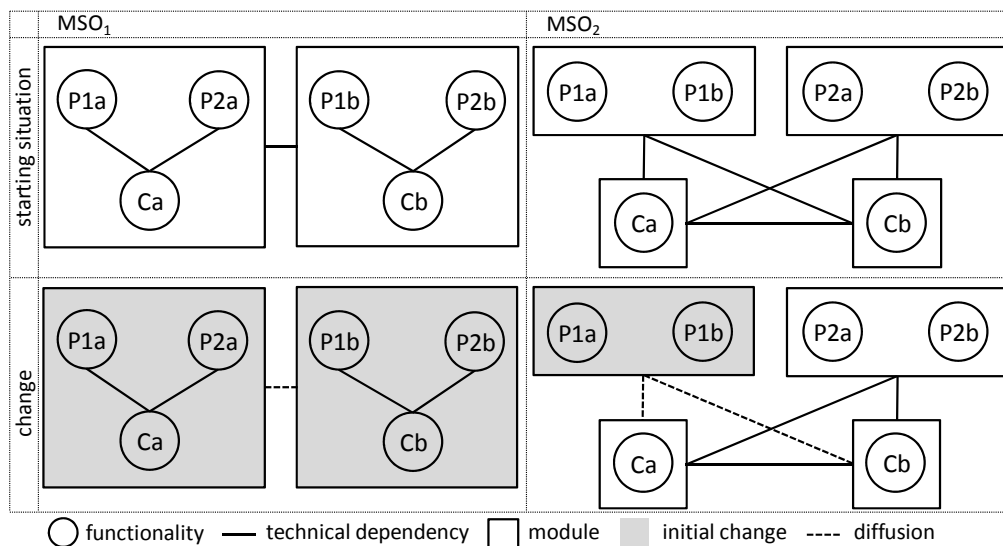 MSO₁ MSO₂
starting situation
P1a P2a P1b P2b P1a P1b P2a P2b
Ca Cb Ca Cb
change
P1a P2a P1b P2b P1a P1b P2a P2b
Ca Cb Ca Cb
functionality technical dependency module initial change diffusion